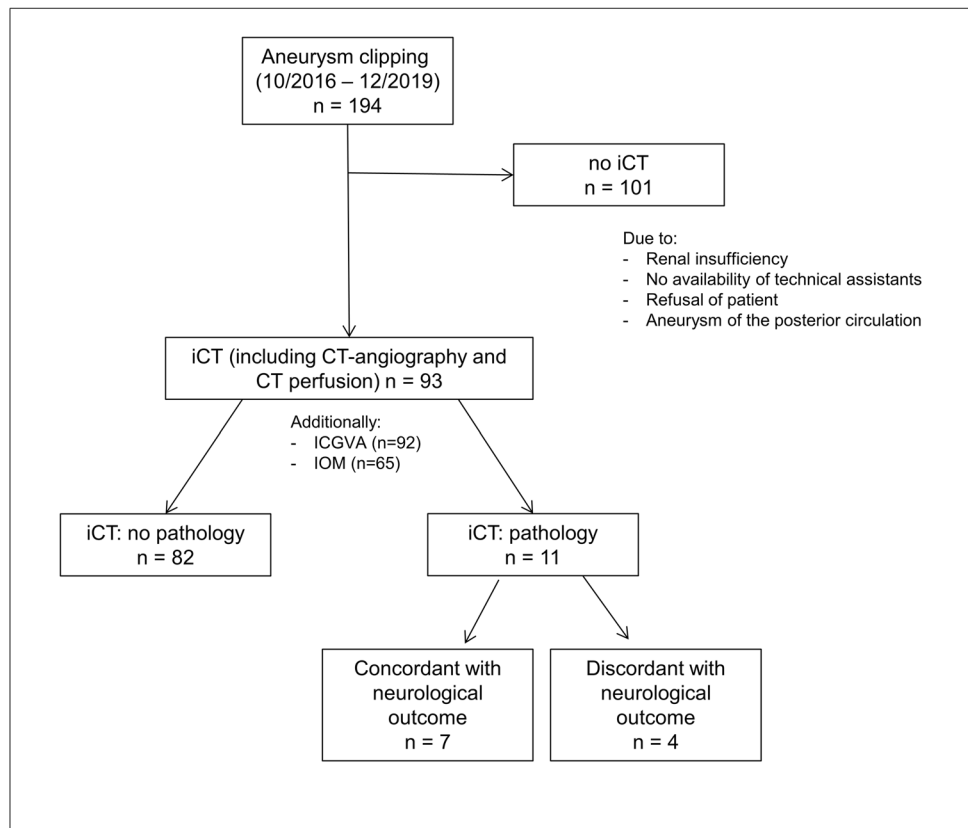 Aneurysm clipping
(10/2016 – 12/2019)
n = 194
no iCT
n = 101
Due to:
- Renal insufficiency
- No availability of technical assistants
- Refusal of patient
- Aneurysm of the posterior circulation
iCT (including CT-angiography and
CT perfusion) n = 93
Additionally:
- ICGVA (n=92)
- IOM (n=65)
iCT: no pathology
n = 82
iCT: pathology
n = 11
Concordant with
neurological
outcome
n = 7
Discordant with
neurological
outcome
n = 4